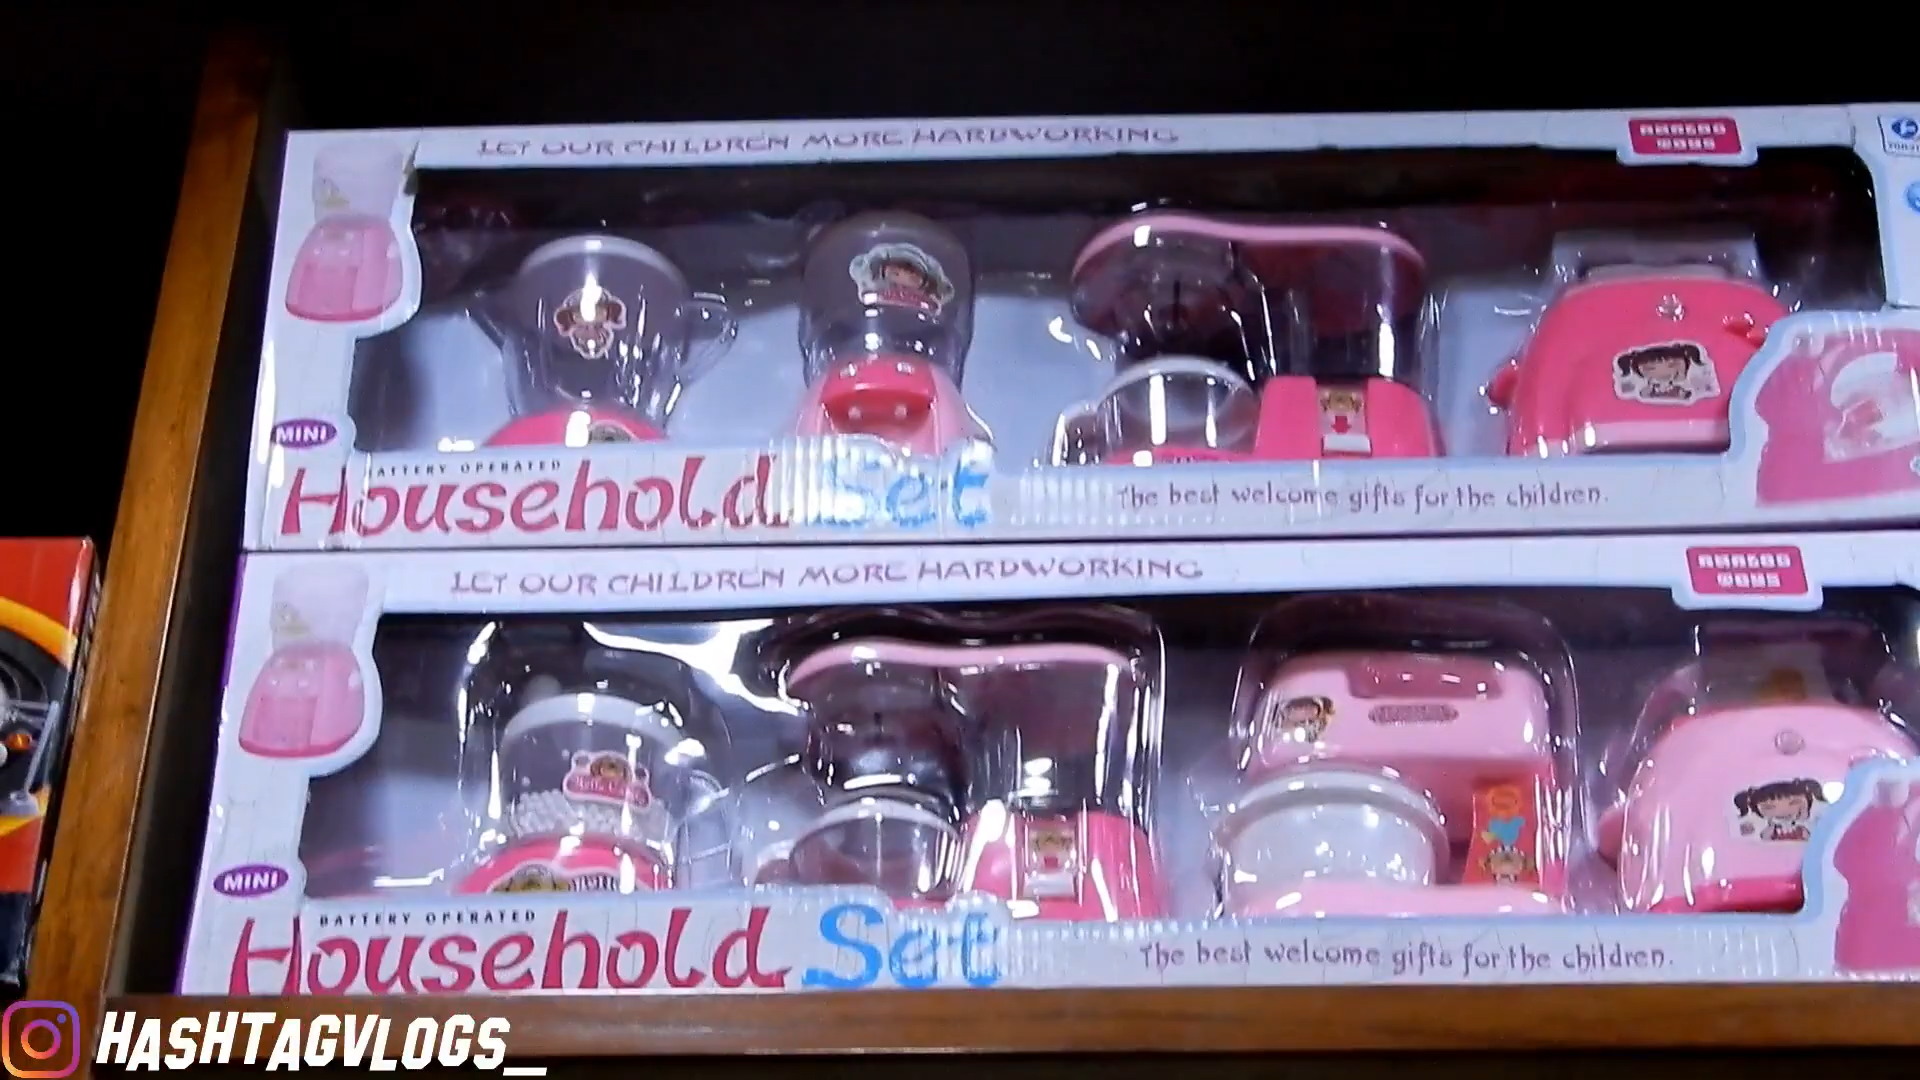 LET OUR CHILDREN MORE HARDWORKING
MINI
BATTERY OPERATED
Household Set
The best welcome gifts for the children.
LET OUR CHILDREN MORE HARDWORKING
MINI
BATTERY OPERATED
Household Set
The best welcome gifts for the children.
HASHTAGVLOGS_